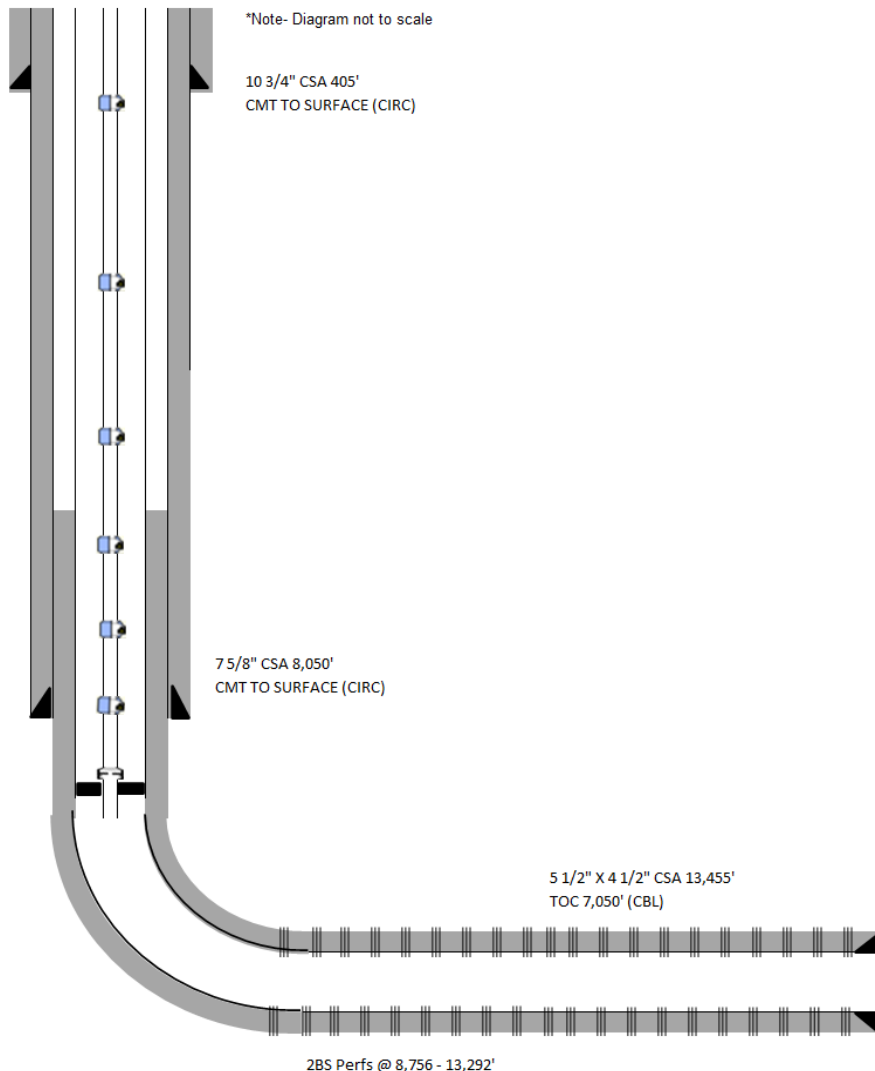 *Note- Diagram not to scale
10 3/4" CSA 405'
CMT TO SURFACE (CIRC)
7 5/8" CSA 8,050'
CMT TO SURFACE (CIRC)
5 1/2" X 4 1/2" CSA 13,455'
TOC 7,050' (CBL)
2BS Perfs @ 8,756 - 13,292'